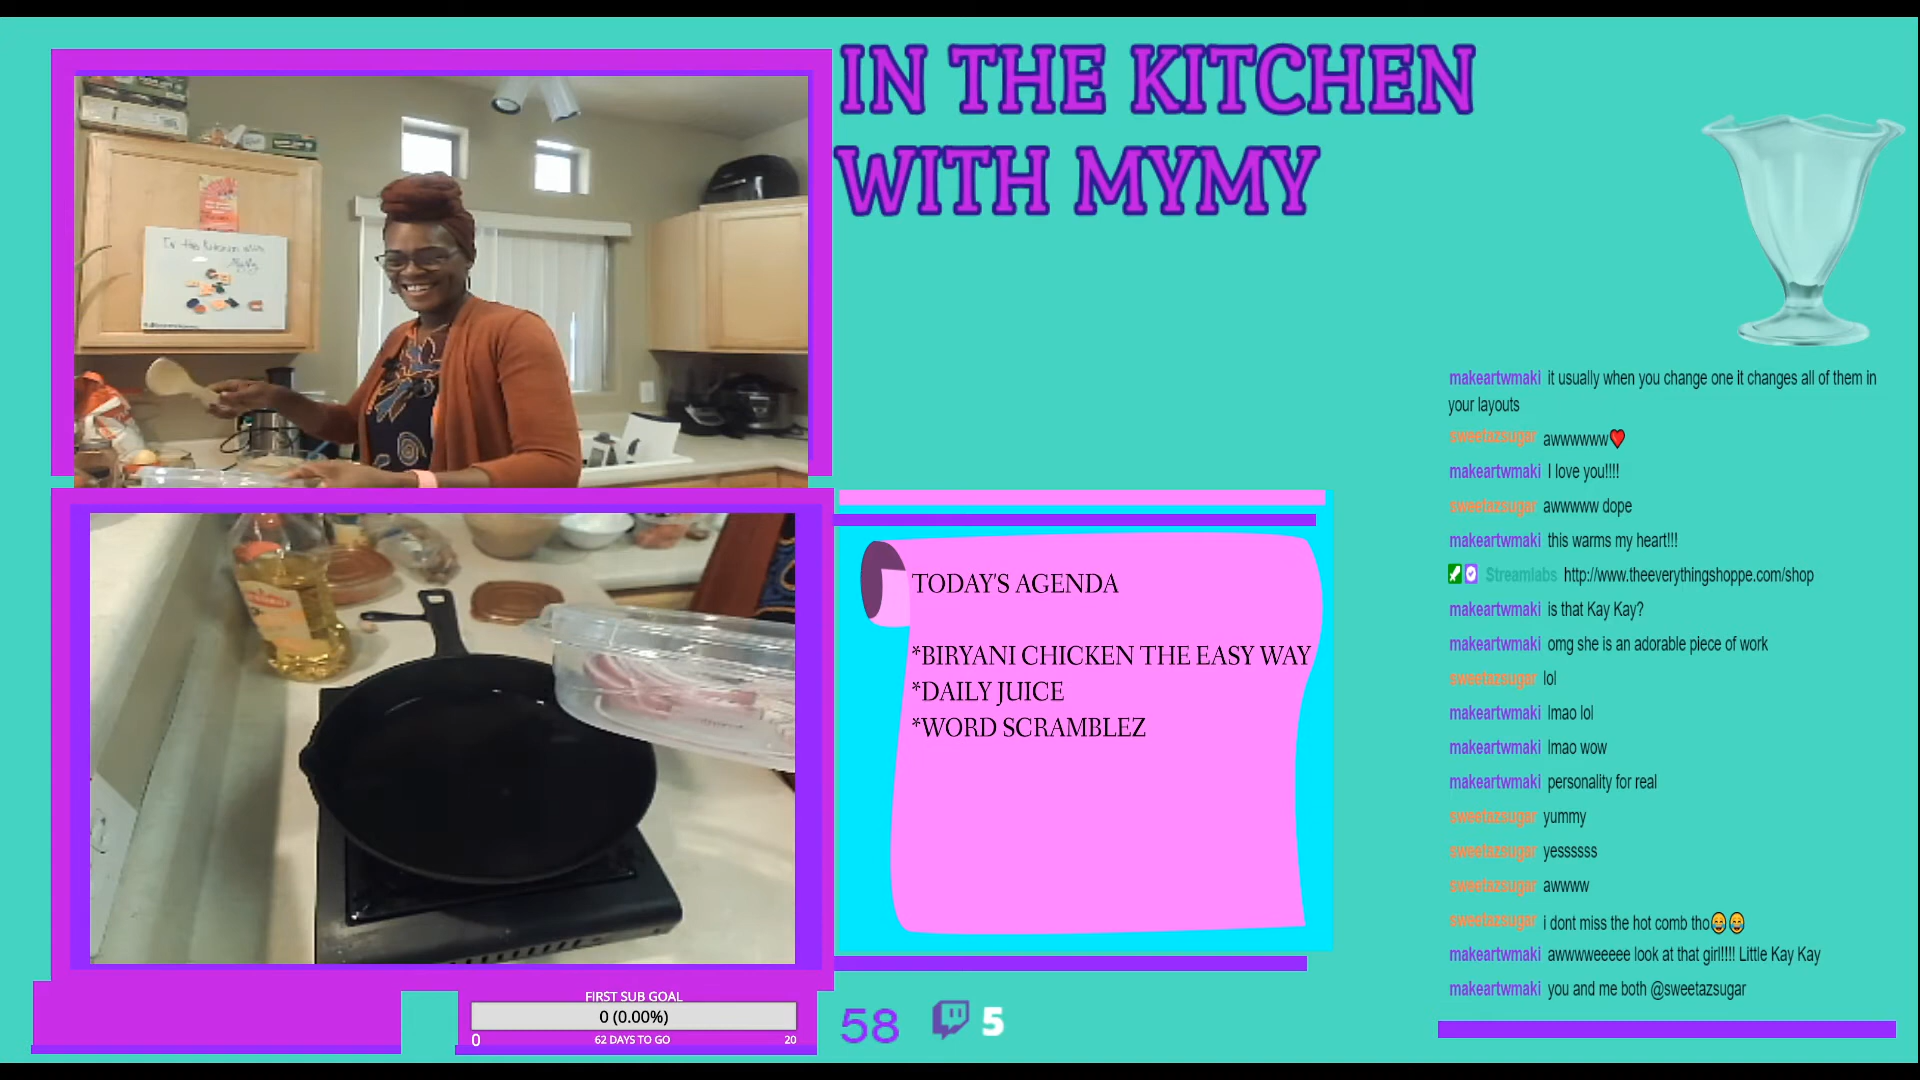 IN THE KITCHEN
WITH MYMY
In the Kitchen with
MyMy
TODAY'S AGENDA
*BIRYANI CHICKEN THE EASY WAY
*DAILY JUICE
*WORD SCRAMBLEZ
makeartwmaki it usually when you change one it changes all of them in
your layouts
sweetazsugar awwwwww❤
makeartwmaki I love you!!!!
sweetazsugar awwwww dope
makeartwmaki this warms my heart!!!
Streamlabs http://www.theeverythingshoppe.com/shop
makeartwmaki is that Kay Kay?
makeartwmaki omg she is an adorable piece of work
sweetazsugar lol
makeartwmaki lmao lol
makeartwmaki lmao wow
makeartwmaki personality for real
sweetazsugar yummy
sweetazsugar yessssss
sweetazsugar awwww
sweetazsugar i dont miss the hot comb tho😂😂
makeartwmaki awwwweeeee look at that girl!!!! Little Kay Kay
makeartwmaki you and me both @sweetazsugar
FIRST SUB GOAL
0 (0.00%)
0 62 DAYS TO GO 20
58 5